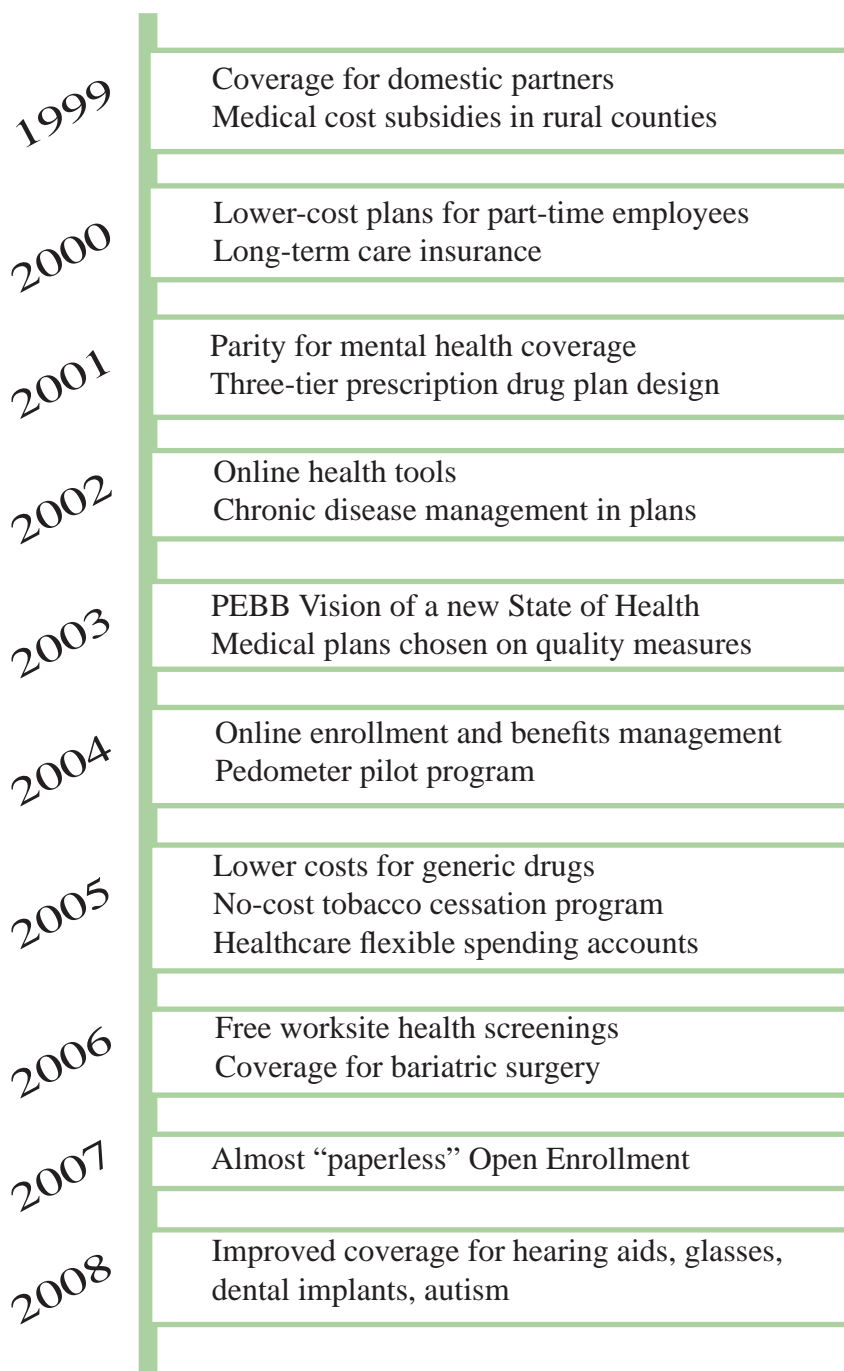 1999
Coverage for domestic partners
Medical cost subsidies in rural counties
2000
Lower-cost plans for part-time employees
Long-term care insurance
2001
Parity for mental health coverage
Three-tier prescription drug plan design
2002
Online health tools
Chronic disease management in plans
2003
PEBB Vision of a new State of Health
Medical plans chosen on quality measures
2004
Online enrollment and benefits management
Pedometer pilot program
2005
Lower costs for generic drugs
No-cost tobacco cessation program
Healthcare flexible spending accounts
2006
Free worksite health screenings
Coverage for bariatric surgery
2007
Almost “paperless” Open Enrollment
2008
Improved coverage for hearing aids, glasses,
dental implants, autism